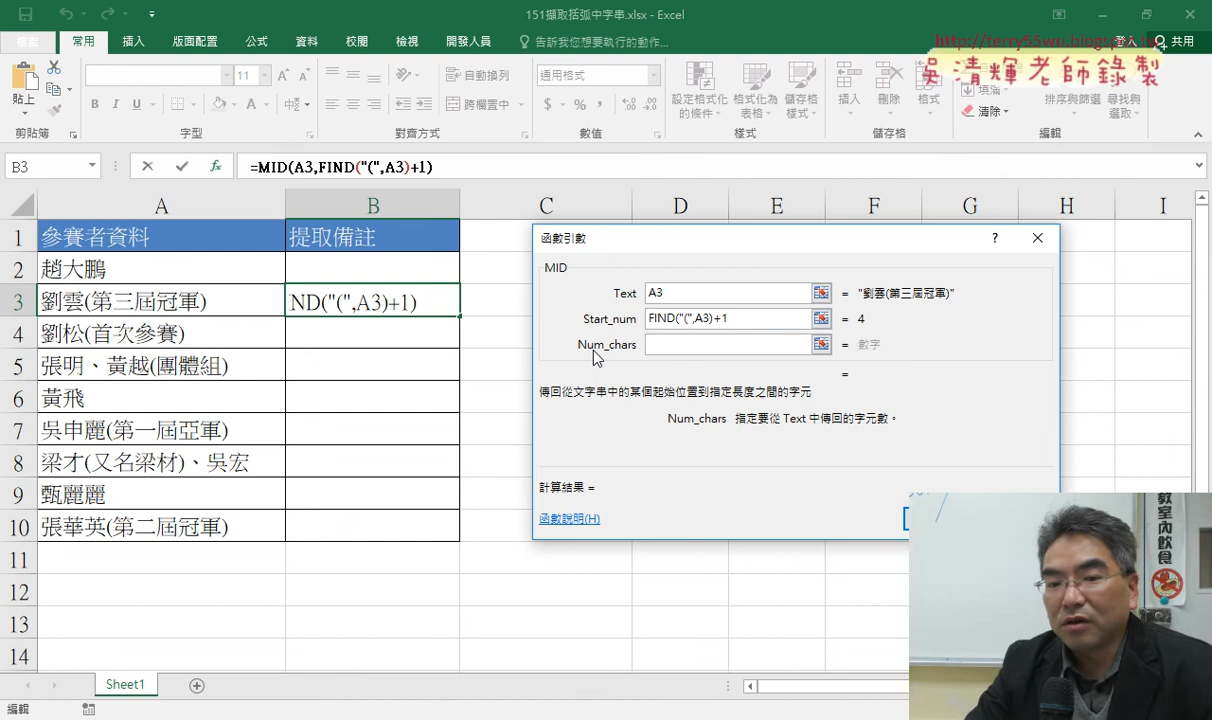 151擷取括弧中字串.xlsx - Excel
檔案 常用 插入 版面配置 公式 資料 校閱 檢視 開發人員 告訴我您想要執行的動作... 登入 共用
http://terry55wu.blogspot.tw
吳清輝老師錄製
貼上 11 自動換列 通用格式 設定格式化的條件 格式化為表格 儲存格樣式 插入 刪除 格式 填滿 排序與篩選 尋找與選取
B I U A 中 跨欄置中 $ % 清除
剪貼簿 字型 對齊方式 數值 樣式 儲存格 編輯
B3 =MID(A3,FIND("(",A3)+1)
A B C D E F G H I
1 參賽者資料 提取備註
2 趙大鵬
3 劉雲(第三屆冠軍) ND("(",A3)+1)
4 劉松(首次參賽)
5 張明、黃越(團體組)
6 黃飛
7 吳申麗(第一屆亞軍)
8 梁才(又名梁材)、吳宏
9 甄麗麗
10 張華英(第二屆冠軍)
11
12
13
14
函數引數 ?
MID
Text A3 = "劉雲(第三屆冠軍)"
Start_num FIND("(",A3)+1 = 4
Num_chars = 數字
=
傳回從文字串中的某個起始位置到指定長度之間的字元
Num_chars 指定要從 Text 中傳回的字元數。
計算結果 =
函數說明(H)
教室內飲食
Sheet1
編輯